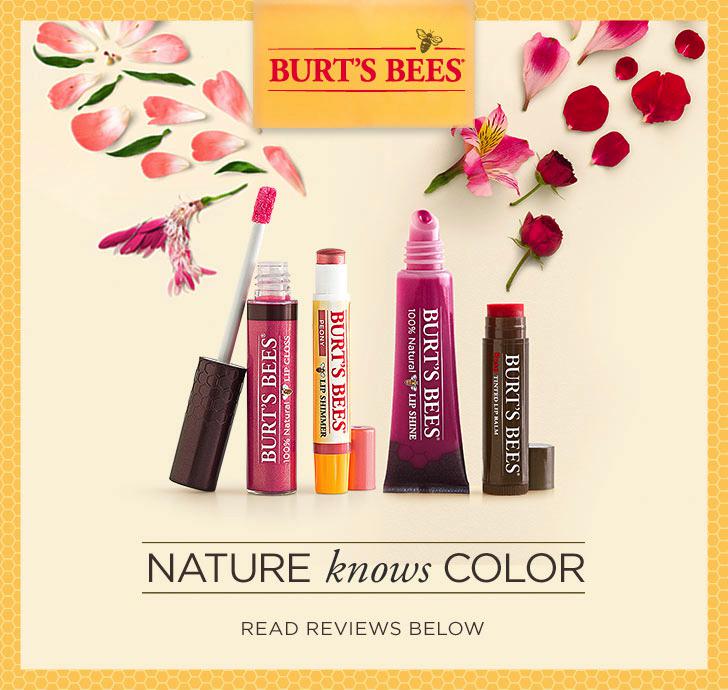 BURT'S BEES®
BURT'S BEES®
100% Natural LIP GLOSS
PEONY
BURT'S BEES
LIP SHIMMER
BURT'S BEES®
100% Natural LIP SHINE
BURT'S BEES®
TINTED LIP BALM
NATURE knows COLOR
READ REVIEWS BELOW